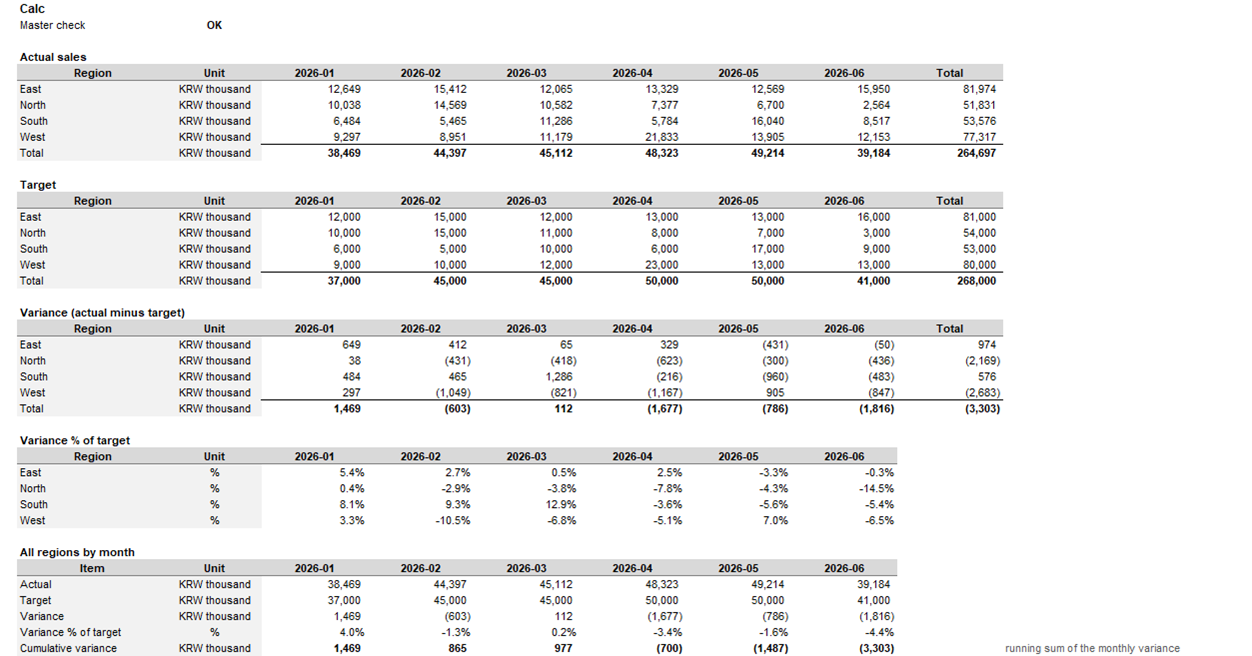 Calc
Master check OK
Actual sales
Region Unit 2026-01 2026-02 2026-03 2026-04 2026-05 2026-06 Total
East KRW thousand 12,649 15,412 12,065 13,329 12,569 15,950 81,974
North KRW thousand 10,038 14,569 10,582 7,377 6,700 2,564 51,831
South KRW thousand 6,484 5,465 11,286 5,784 16,040 8,517 53,576
West KRW thousand 9,297 8,951 11,179 21,833 13,905 12,153 77,317
Total KRW thousand 38,469 44,397 45,112 48,323 49,214 39,184 264,697
Target
Region Unit 2026-01 2026-02 2026-03 2026-04 2026-05 2026-06 Total
East KRW thousand 12,000 15,000 12,000 13,000 13,000 16,000 81,000
North KRW thousand 10,000 15,000 11,000 8,000 7,000 3,000 54,000
South KRW thousand 6,000 5,000 10,000 6,000 17,000 9,000 53,000
West KRW thousand 9,000 10,000 12,000 23,000 13,000 13,000 80,000
Total KRW thousand 37,000 45,000 45,000 50,000 50,000 41,000 268,000
Variance (actual minus target)
Region Unit 2026-01 2026-02 2026-03 2026-04 2026-05 2026-06 Total
East KRW thousand 649 412 65 329 (431) (50) 974
North KRW thousand 38 (431) (418) (623) (300) (436) (2,169)
South KRW thousand 484 465 1,286 (216) (960) (483) 576
West KRW thousand 297 (1,049) (821) (1,167) 905 (847) (2,683)
Total KRW thousand 1,469 (603) 112 (1,677) (786) (1,816) (3,303)
Variance % of target
Region Unit 2026-01 2026-02 2026-03 2026-04 2026-05 2026-06
East % 5.4% 2.7% 0.5% 2.5% -3.3% -0.3%
North % 0.4% -2.9% -3.8% -7.8% -4.3% -14.5%
South % 8.1% 9.3% 12.9% -3.6% -5.6% -5.4%
West % 3.3% -10.5% -6.8% -5.1% 7.0% -6.5%
All regions by month
Item Unit 2026-01 2026-02 2026-03 2026-04 2026-05 2026-06
Actual KRW thousand 38,469 44,397 45,112 48,323 49,214 39,184
Target KRW thousand 37,000 45,000 45,000 50,000 50,000 41,000
Variance KRW thousand 1,469 (603) 112 (1,677) (786) (1,816)
Variance % of target % 4.0% -1.3% 0.2% -3.4% -1.6% -4.4%
Cumulative variance KRW thousand 1,469 865 977 (700) (1,487) (3,303) running sum of the monthly variance